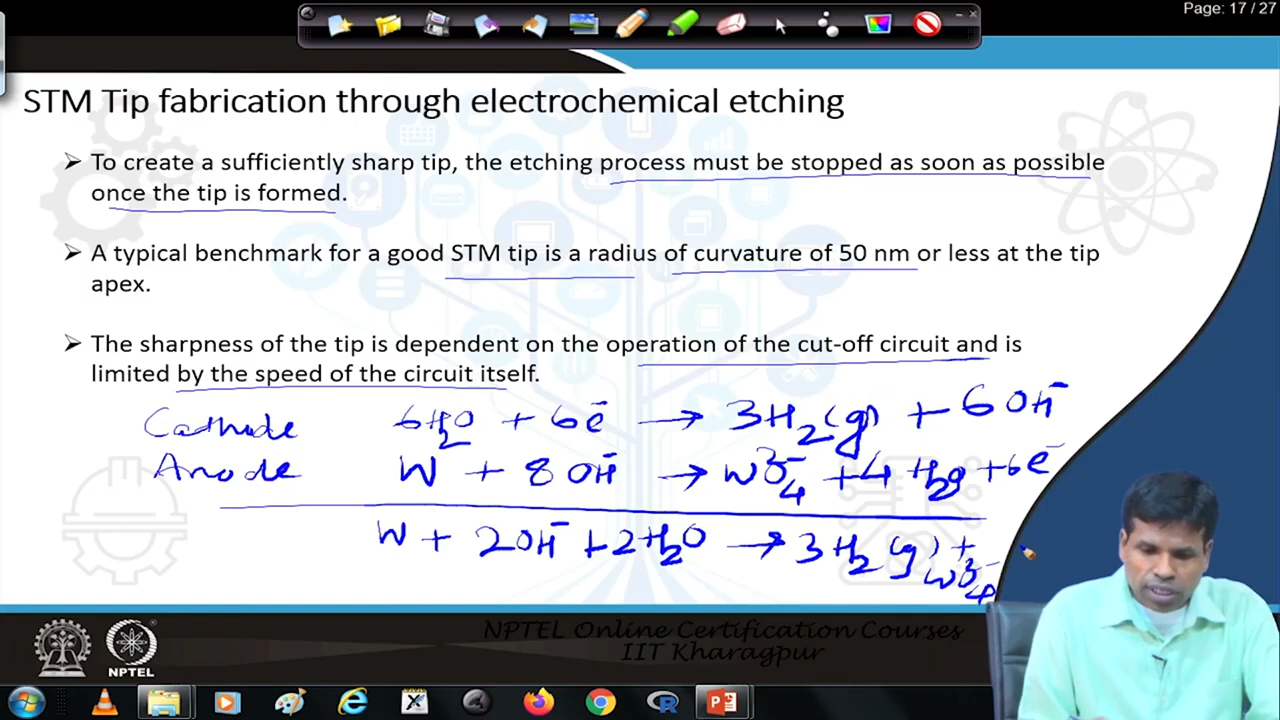 Page: 17 / 27
STM Tip fabrication through electrochemical etching
➢ To create a sufficiently sharp tip, the etching process must be stopped as soon as possible
once the tip is formed.
➢ A typical benchmark for a good STM tip is a radius of curvature of 50 nm or less at the tip
apex.
➢ The sharpness of the tip is dependent on the operation of the cut-off circuit and is
limited by the speed of the circuit itself.
Cathode 6H₂O + 6e⁻ → 3H₂(g) + 6OH⁻
Anode W + 8OH⁻ → WO₄²⁻ + 4H₂O + 6e⁻
W + 2OH⁻ + 2H₂O → 3H₂(g) +
WO₄²⁻
NPTEL Online Certification Courses
IIT Kharagpur
NPTEL